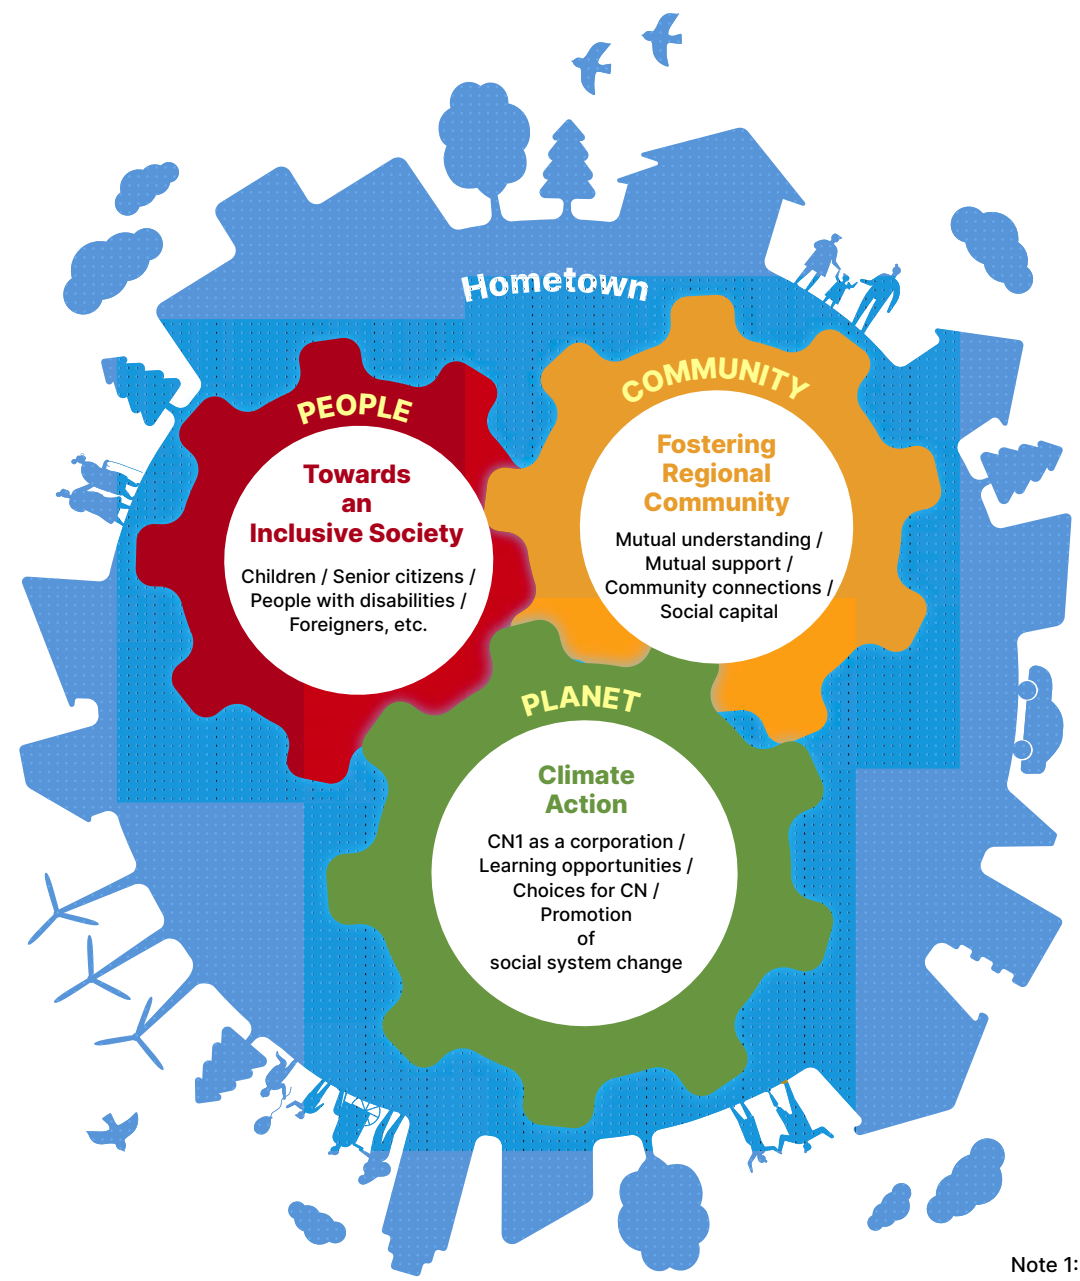 Hometown
PEOPLE
Towards
an
Inclusive Society
Children / Senior citizens /
People with disabilities /
Foreigners, etc.
COMMUNITY
Fostering
Regional
Community
Mutual understanding /
Mutual support /
Community connections /
Social capital
PLANET
Climate
Action
CN1 as a corporation /
Learning opportunities /
Choices for CN /
Promotion
of
social system change
Note 1: